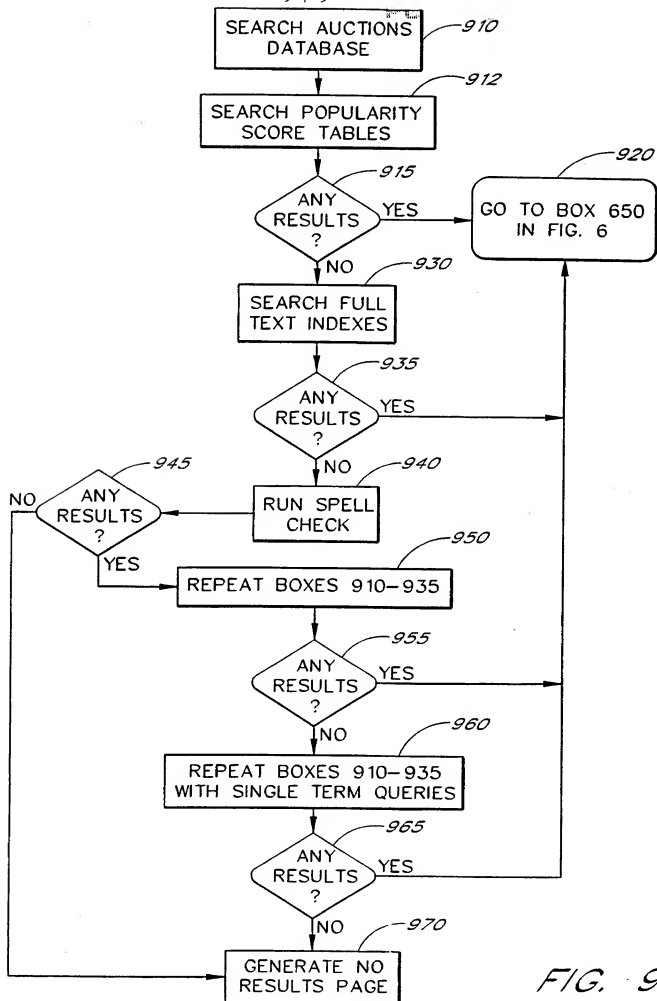 910
SEARCH AUCTIONS
DATABASE
912
SEARCH POPULARITY
SCORE TABLES
915
ANY
RESULTS
?
YES
NO
920
GO TO BOX 650
IN FIG. 6
930
SEARCH FULL
TEXT INDEXES
935
ANY
RESULTS
?
YES
NO
940
RUN SPELL
CHECK
945
ANY
RESULTS
?
NO
YES
950
REPEAT BOXES 910-935
955
ANY
RESULTS
?
YES
NO
960
REPEAT BOXES 910-935
WITH SINGLE TERM QUERIES
965
ANY
RESULTS
?
YES
NO
970
GENERATE NO
RESULTS PAGE
FIG. 9